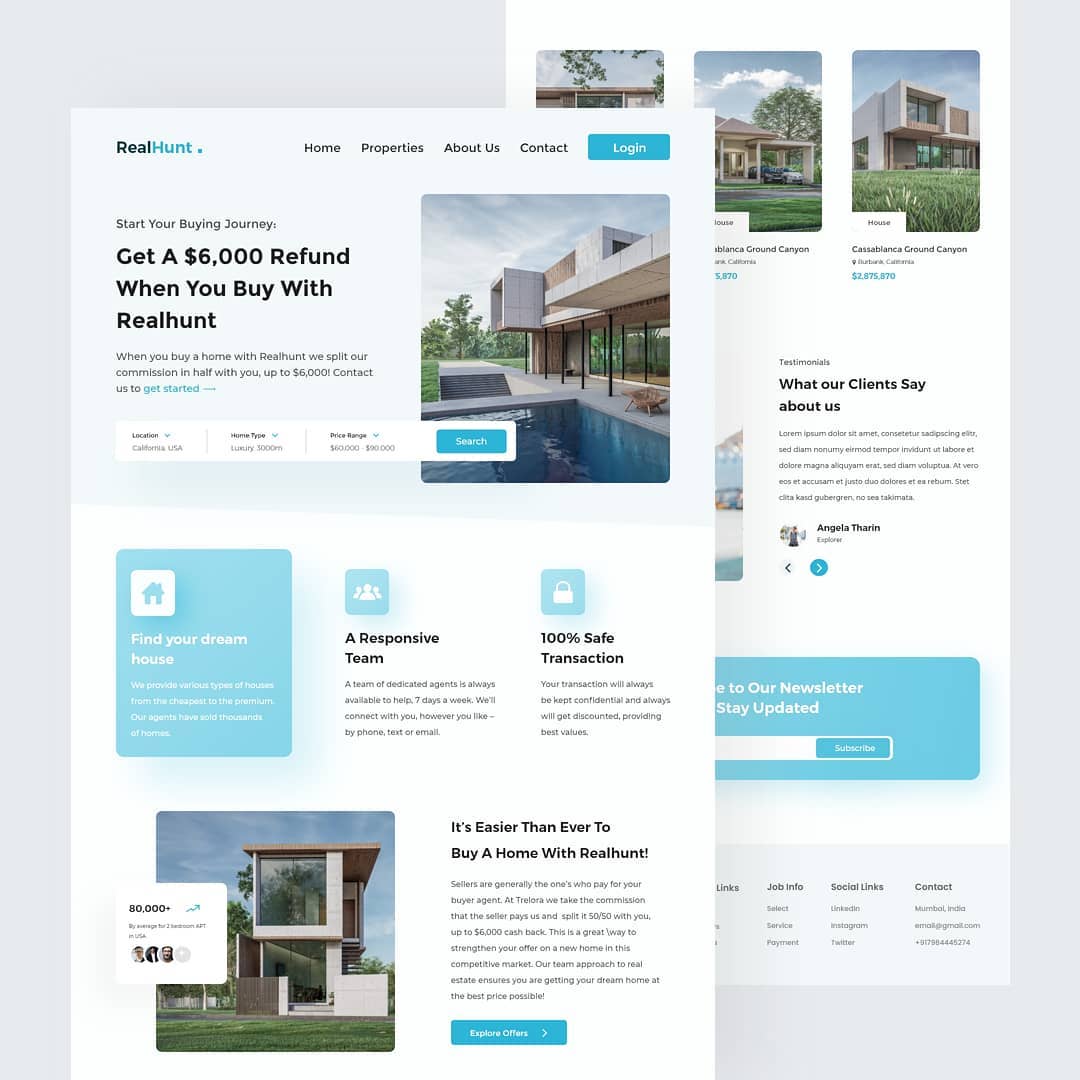 RealHunt.
Home Properties About Us Contact Login
Start Your Buying Journey:
Get A $6,000 Refund
When You Buy With
Realhunt
When you buy a home with Realhunt we split our
commission in half with you, up to $6,000! Contact
us to get started ⟶
Location Home Type Price Range
California, USA Luxury, 3000m $60,000 - $90,000
Search
Find your dream
house
We provide various types of houses
from the cheapest to the premium.
Our agents have sold thousands
of homes.
A Responsive
Team
A team of dedicated agents is always
available to help, 7 days a week. We'll
connect with you, however you like –
by phone, text or email.
100% Safe
Transaction
Your transaction will always
be kept confidential and always
will get discounted, providing
best values.
80,000+
By average for 2 bedroom APT
in USA
It's Easier Than Ever To
Buy A Home With Realhunt!
Sellers are generally the one's who pay for your
buyer agent. At Trelora we take the commission
that the seller pays us and split it 50/50 with you,
up to $6,000 cash back. This is a great \way to
strengthen your offer on a new home in this
competitive market. Our team approach to real
estate ensures you are getting your dream home at
the best price possible!
Explore Offers
House
ablanca Ground Canyon
ank, California
5,870
House
Cassablanca Ground Canyon
Burbank, California
$2,875,870
Testimonials
What our Clients Say
about us
Lorem ipsum dolor sit amet, consetetur sadipscing elitr,
sed diam nonumy eirmod tempor invidunt ut labore et
dolore magna aliquyam erat, sed diam voluptua. At vero
eos et accusam et justo duo dolores et ea rebum. Stet
clita kasd gubergren, no sea takimata.
Angela Tharin
Explorer
e to Our Newsletter
Stay Updated
Subscribe
Links
Job Info
Select
Service
Payment
Social Links
LinkedIn
Instagram
Twitter
Contact
Mumbai, India
email@gmail.com
+917984445274